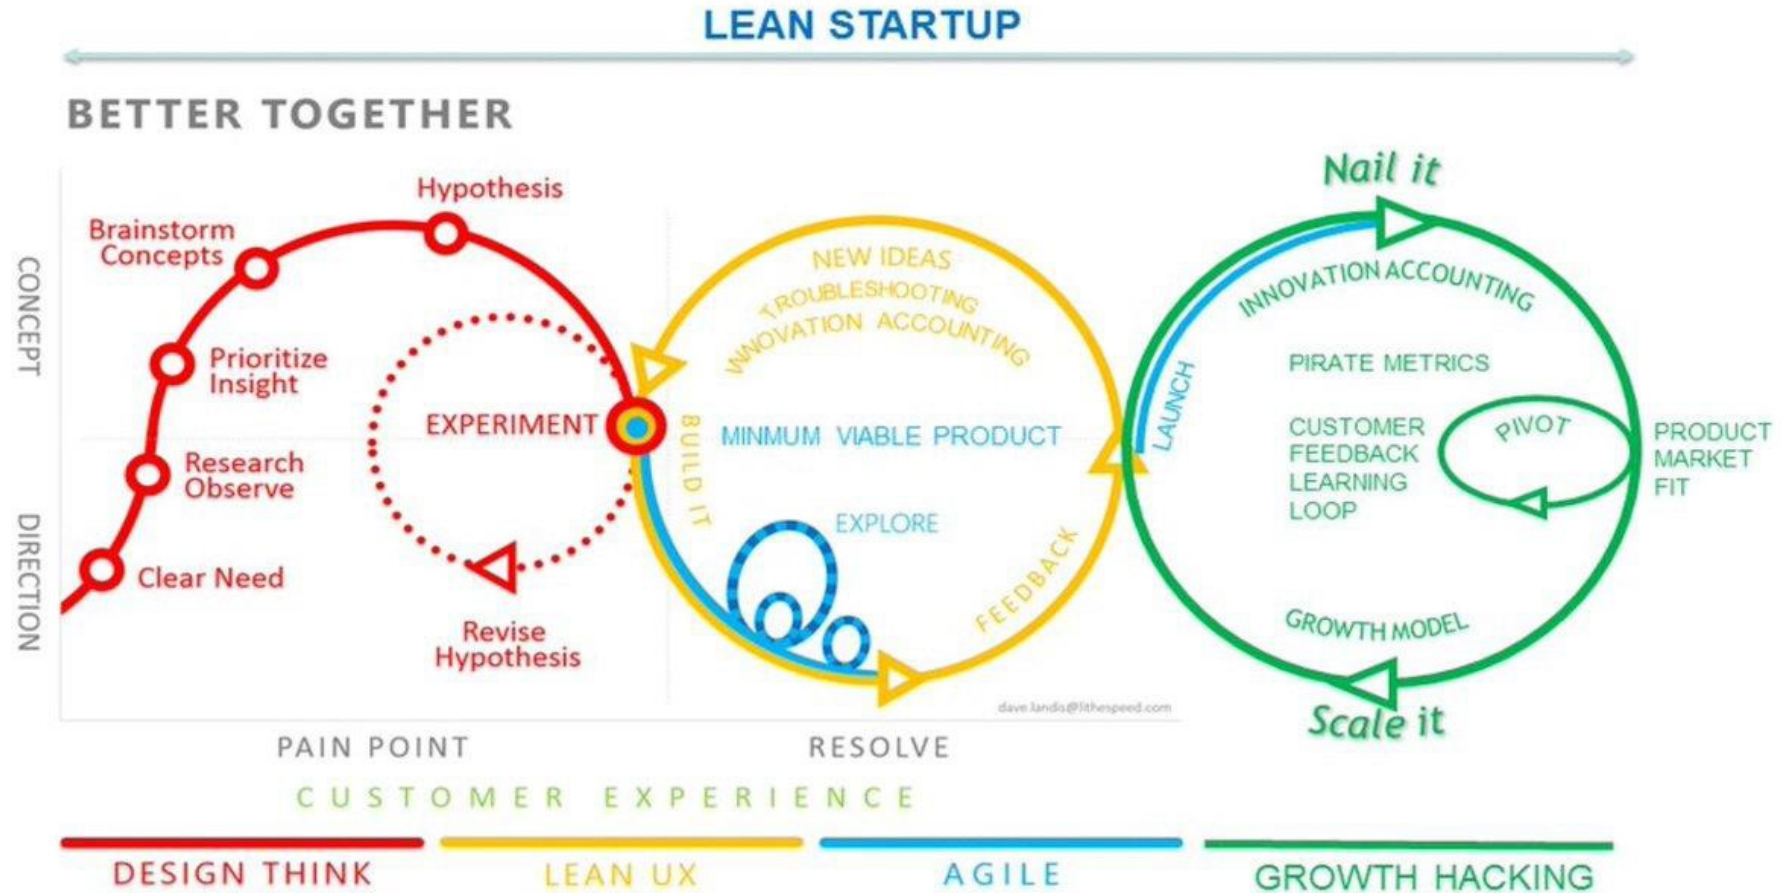 LEAN STARTUP
BETTER TOGETHER
CONCEPT
DIRECTION
Hypothesis
Brainstorm
Concepts
Prioritize
Insight
Research
Observe
Clear Need
EXPERIMENT
Revise
Hypothesis
NEW IDEAS
TROUBLESHOOTING
INNOVATION ACCOUNTING
BUILD IT
MINMUM VIABLE PRODUCT
EXPLORE
FEEDBACK
dave.landis@lithespeed.com
Nail it
INNOVATION ACCOUNTING
LAUNCH
PIRATE METRICS
CUSTOMER
FEEDBACK
LEARNING
LOOP
PIVOT
PRODUCT
MARKET
FIT
GROWTH MODEL
Scale it
PAIN POINT
RESOLVE
CUSTOMER EXPERIENCE
DESIGN THINK
LEAN UX
AGILE
GROWTH HACKING